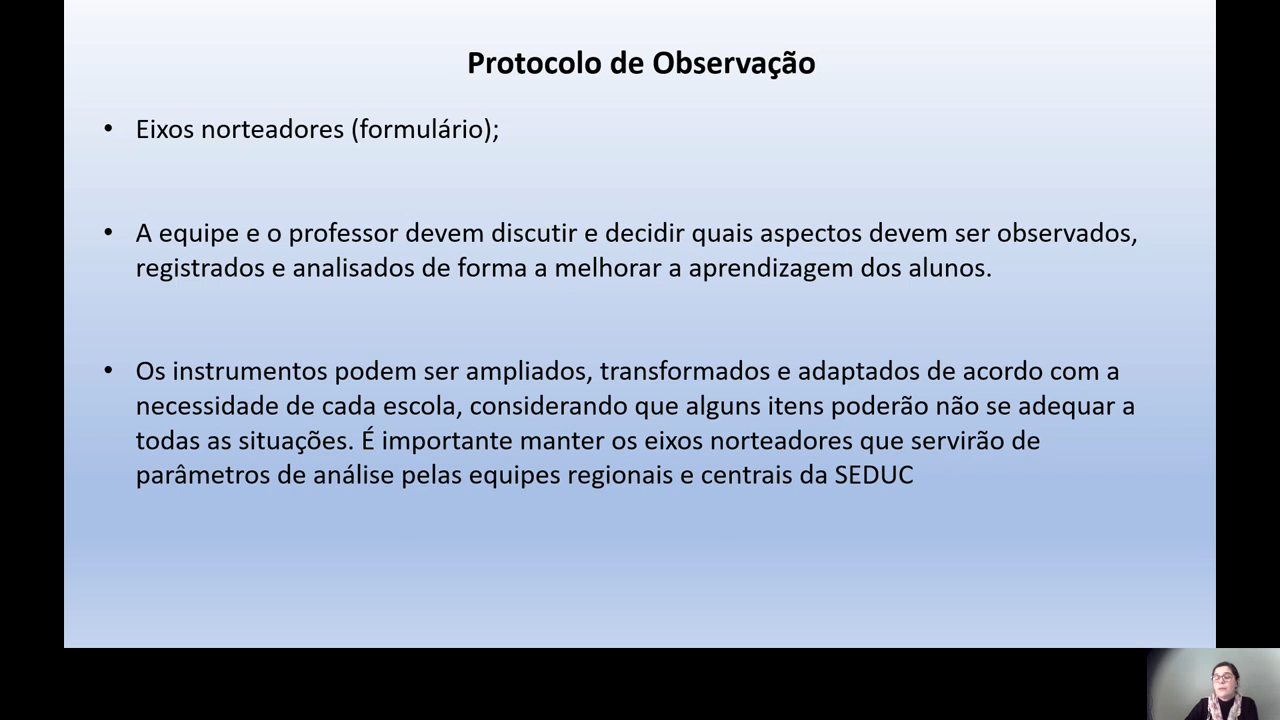 Protocolo de Observação
• Eixos norteadores (formulário);
• A equipe e o professor devem discutir e decidir quais aspectos devem ser observados,
registrados e analisados de forma a melhorar a aprendizagem dos alunos.
• Os instrumentos podem ser ampliados, transformados e adaptados de acordo com a
necessidade de cada escola, considerando que alguns itens poderão não se adequar a
todas as situações. É importante manter os eixos norteadores que servirão de
parâmetros de análise pelas equipes regionais e centrais da SEDUC